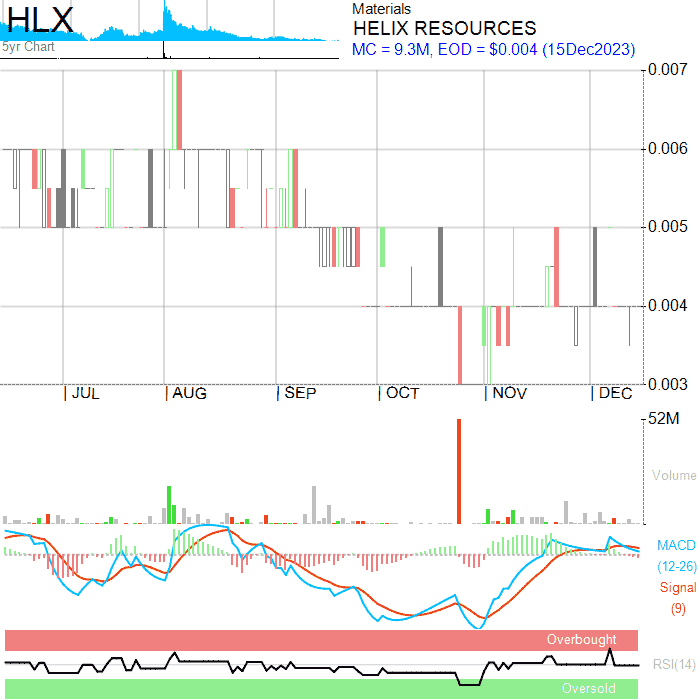 HLX
5yr Chart
Materials
HELIX RESOURCES
MC = 9.3M, EOD = $0.004 (15Dec2023)
0.007
0.006
0.005
0.004
0.003
| JUL | AUG | SEP | OCT | NOV | DEC
52M
Volume
MACD
(12-26)
Signal
(9)
Overbought
RSI(14)
Oversold